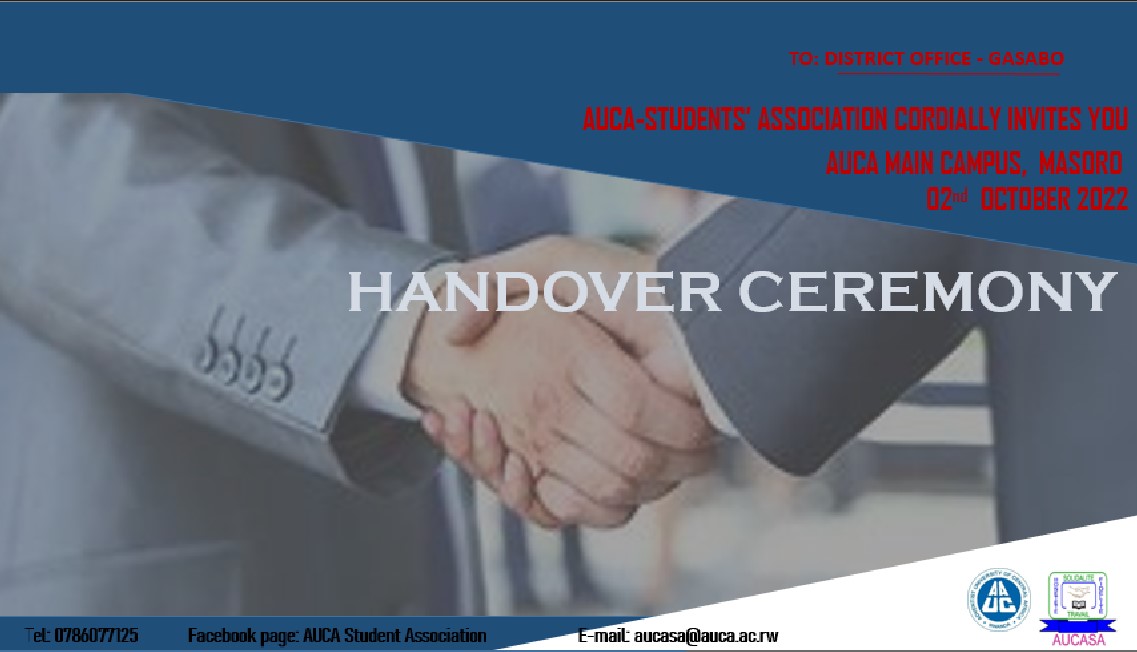 TO: DISTRICT OFFICE - GASABO
AUCA-STUDENTS' ASSOCIATION CORDIALLY INVITES YOU
AUCA MAIN CAMPUS, MASORO
02nd OCTOBER 2022
HANDOVER CEREMONY
AUCA
AUCASA
Tel: 0786077125 Facebook page: AUCA Student Association E-mail: aucasa@auca.ac.rw